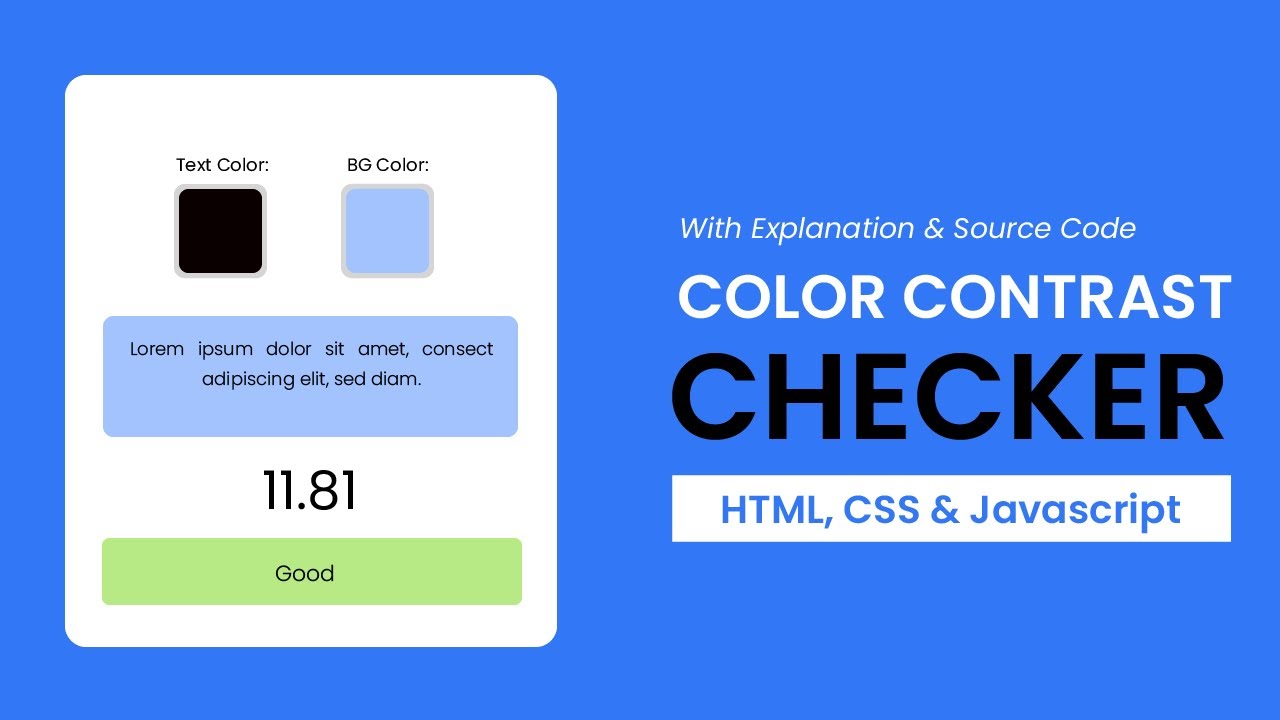 Text Color:
BG Color:
Lorem ipsum dolor sit amet, consect
adipiscing elit, sed diam.
11.81
Good
With Explanation & Source Code
COLOR CONTRAST
CHECKER
HTML, CSS & Javascript